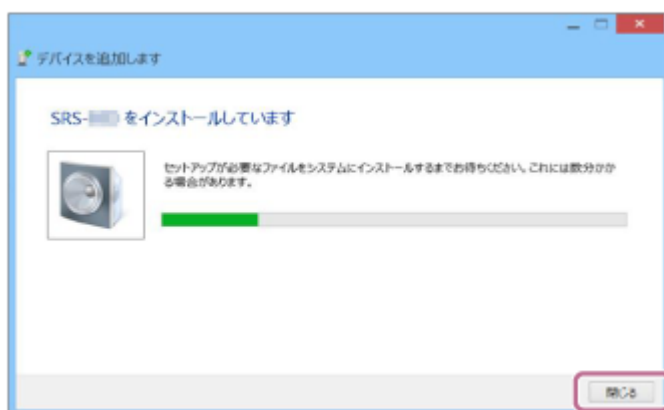 デバイスを追加します
SRS- をインストールしています
セットアップが必要なファイルをシステムにインストールするまでお待ちください。これには数分かか
る場合があります。
閉じる